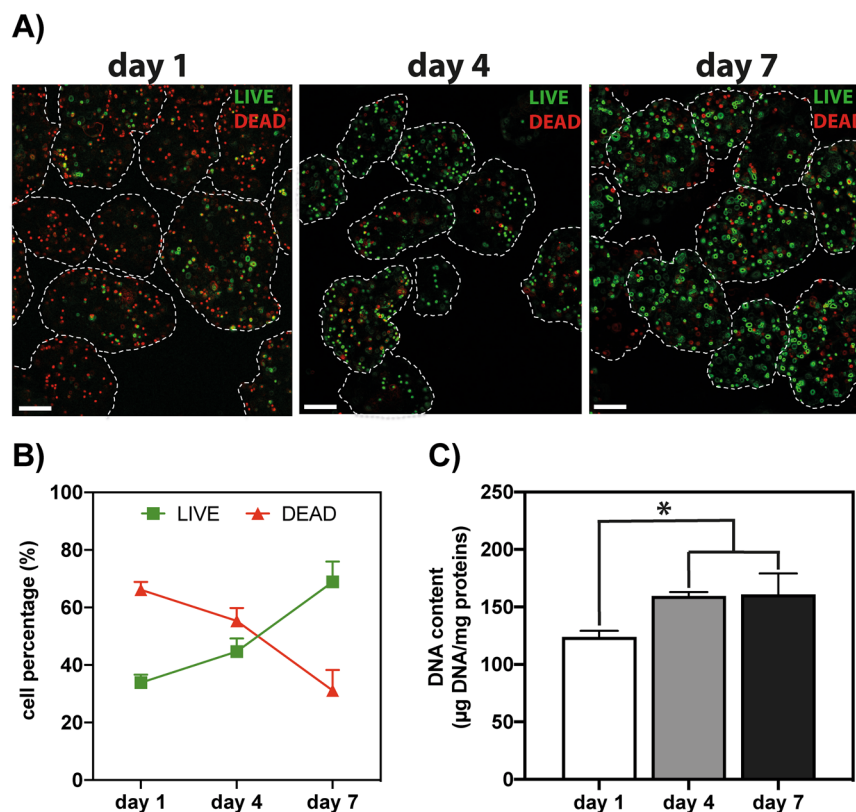 A)
day 1
day 4
day 7
LIVE
DEAD
LIVE
DEAD
LIVE
DEAD
B)
100
80
60
40
20
0
cell percentage (%)
LIVE
DEAD
day 1
day 4
day 7
C)
250
200
150
100
50
0
DNA content
(µg DNA/mg proteins)
*
day 1
day 4
day 7